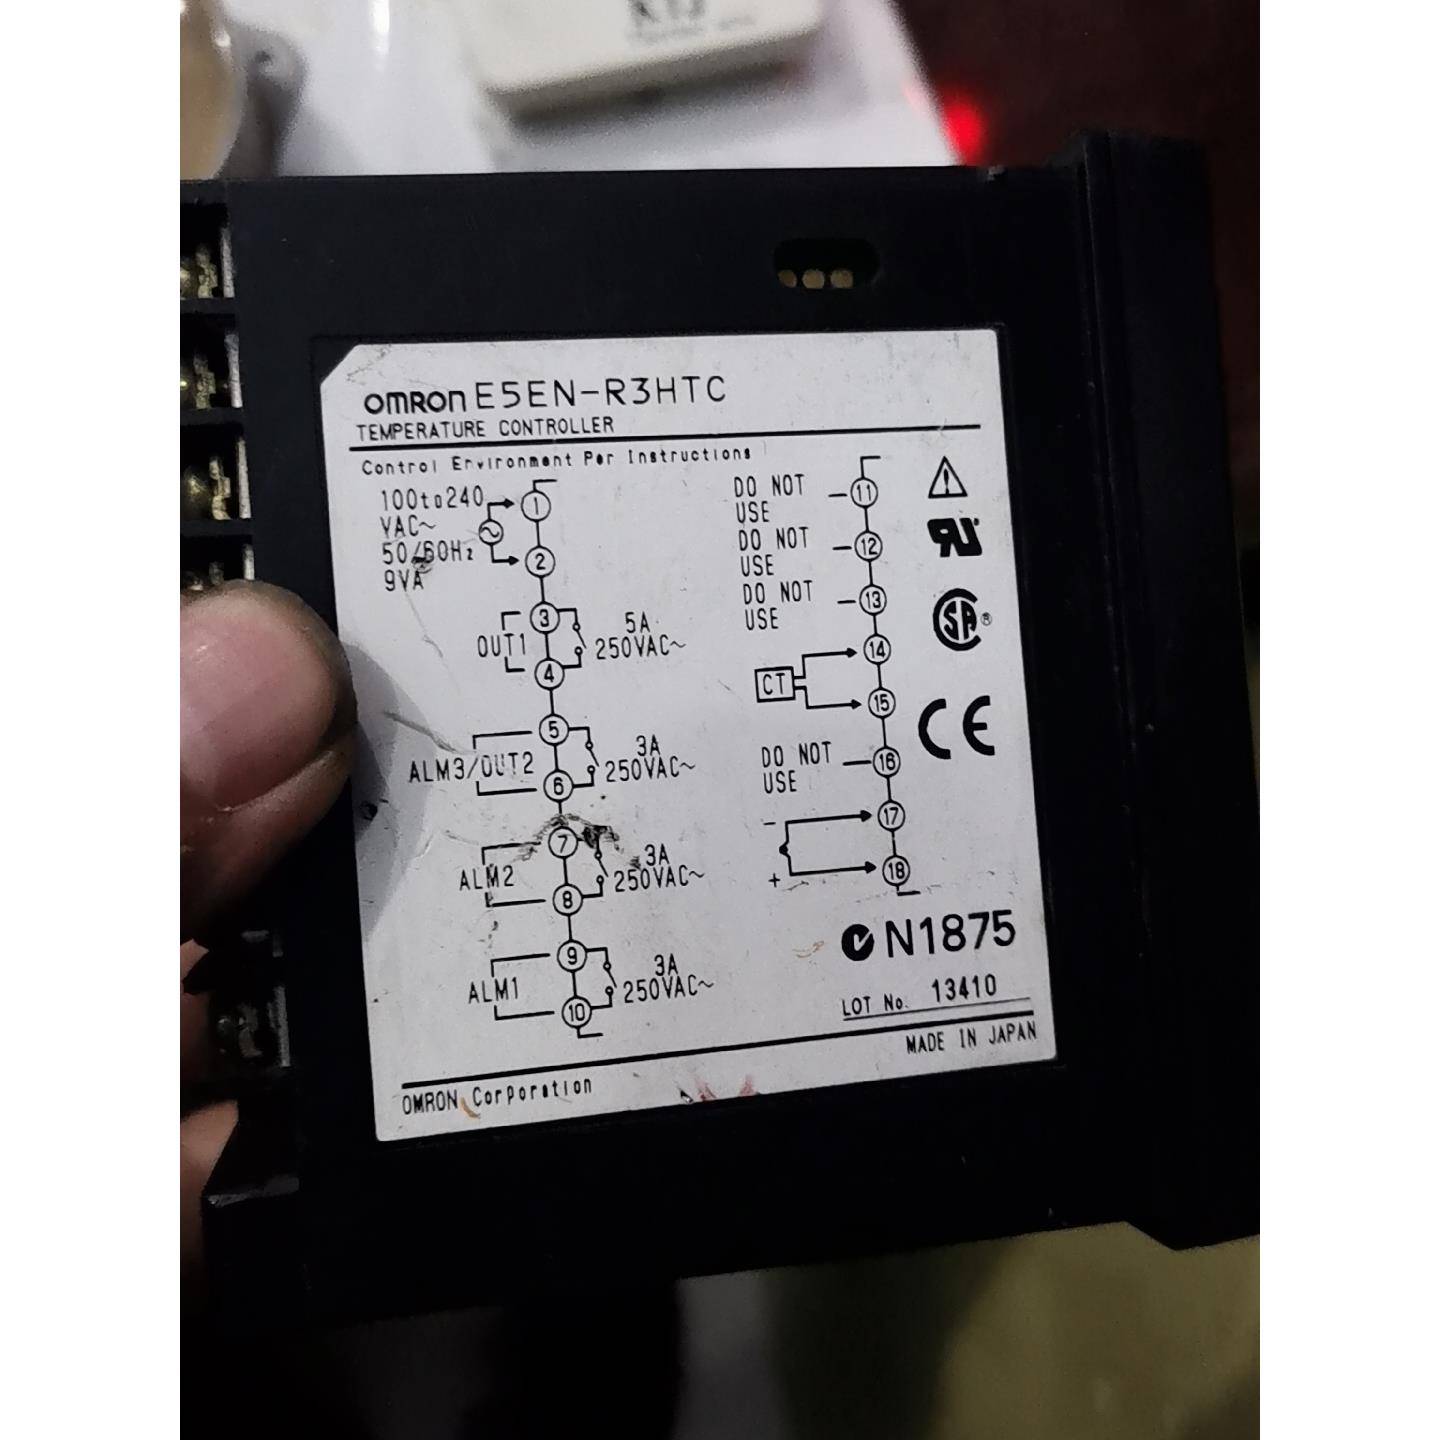 OMRON E5EN-R3HTC
TEMPERATURE CONTROLLER
Control Environment Per Instructions
100to240
VAC~
50/60Hz
9VA
1
2
3
OUT1
4
5A
250VAC~
5
ALM3/OUT2
6
3A
250VAC~
7
ALM2
8
3A
250VAC~
9
ALM1
10
3A
250VAC~
DO NOT
USE
11
DO NOT
USE
12
DO NOT
USE
13
14
CT
15
DO NOT
USE
16
-
17
+
18
CE
N1875
LOT No. 13410
MADE IN JAPAN
OMRON Corporation